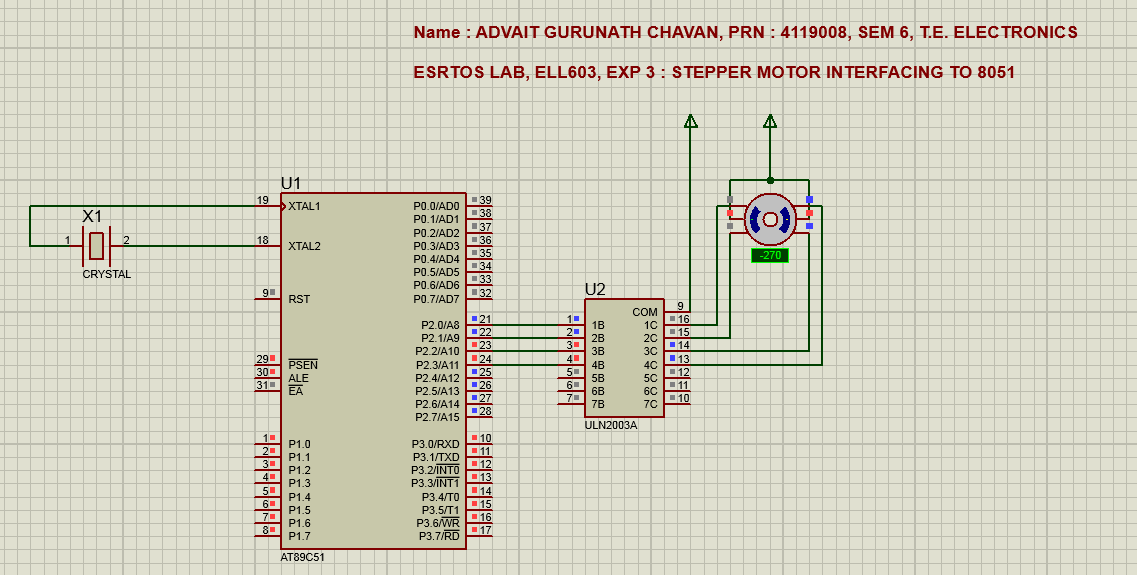 Name : ADVAIT GURUNATH CHAVAN, PRN : 4119008, SEM 6, T.E. ELECTRONICS
ESRTOS LAB, ELL603, EXP 3 : STEPPER MOTOR INTERFACING TO 8051
U1
X1
1
2
CRYSTAL
19 XTAL1
18 XTAL2
9 RST
29 PSEN
30 ALE
31 EA
1 P1.0
2 P1.1
3 P1.2
4 P1.3
5 P1.4
6 P1.5
7 P1.6
8 P1.7
P0.0/AD0 39
P0.1/AD1 38
P0.2/AD2 37
P0.3/AD3 36
P0.4/AD4 35
P0.5/AD5 34
P0.6/AD6 33
P0.7/AD7 32
P2.0/A8 21
P2.1/A9 22
P2.2/A10 23
P2.3/A11 24
P2.4/A12 25
P2.5/A13 26
P2.6/A14 27
P2.7/A15 28
P3.0/RXD 10
P3.1/TXD 11
P3.2/INT0 12
P3.3/INT1 13
P3.4/T0 14
P3.5/T1 15
P3.6/WR 16
P3.7/RD 17
AT89C51
U2
1 1B
2 2B
3 3B
4 4B
5 5B
6 6B
7 7B
COM 9
1C 16
2C 15
3C 14
4C 13
5C 12
6C 11
7C 10
ULN2003A
-270